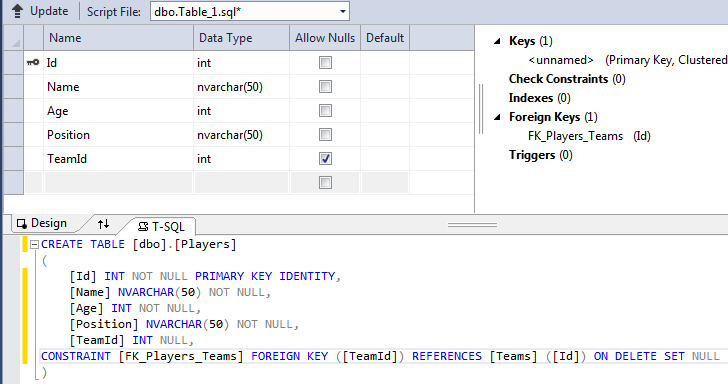 Update Script File: dbo.Table_1.sql*
Name Data Type Allow Nulls Default
Id int
Name nvarchar(50)
Age int
Position nvarchar(50)
TeamId int
Keys (1)
<unnamed> (Primary Key, Clustered
Check Constraints (0)
Indexes (0)
Foreign Keys (1)
FK_Players_Teams (Id)
Triggers (0)
Design T-SQL
CREATE TABLE [dbo].[Players]
(
[Id] INT NOT NULL PRIMARY KEY IDENTITY,
[Name] NVARCHAR(50) NOT NULL,
[Age] INT NOT NULL,
[Position] NVARCHAR(50) NOT NULL,
[TeamId] INT NULL,
CONSTRAINT [FK_Players_Teams] FOREIGN KEY ([TeamId]) REFERENCES [Teams] ([Id]) ON DELETE SET NULL
)